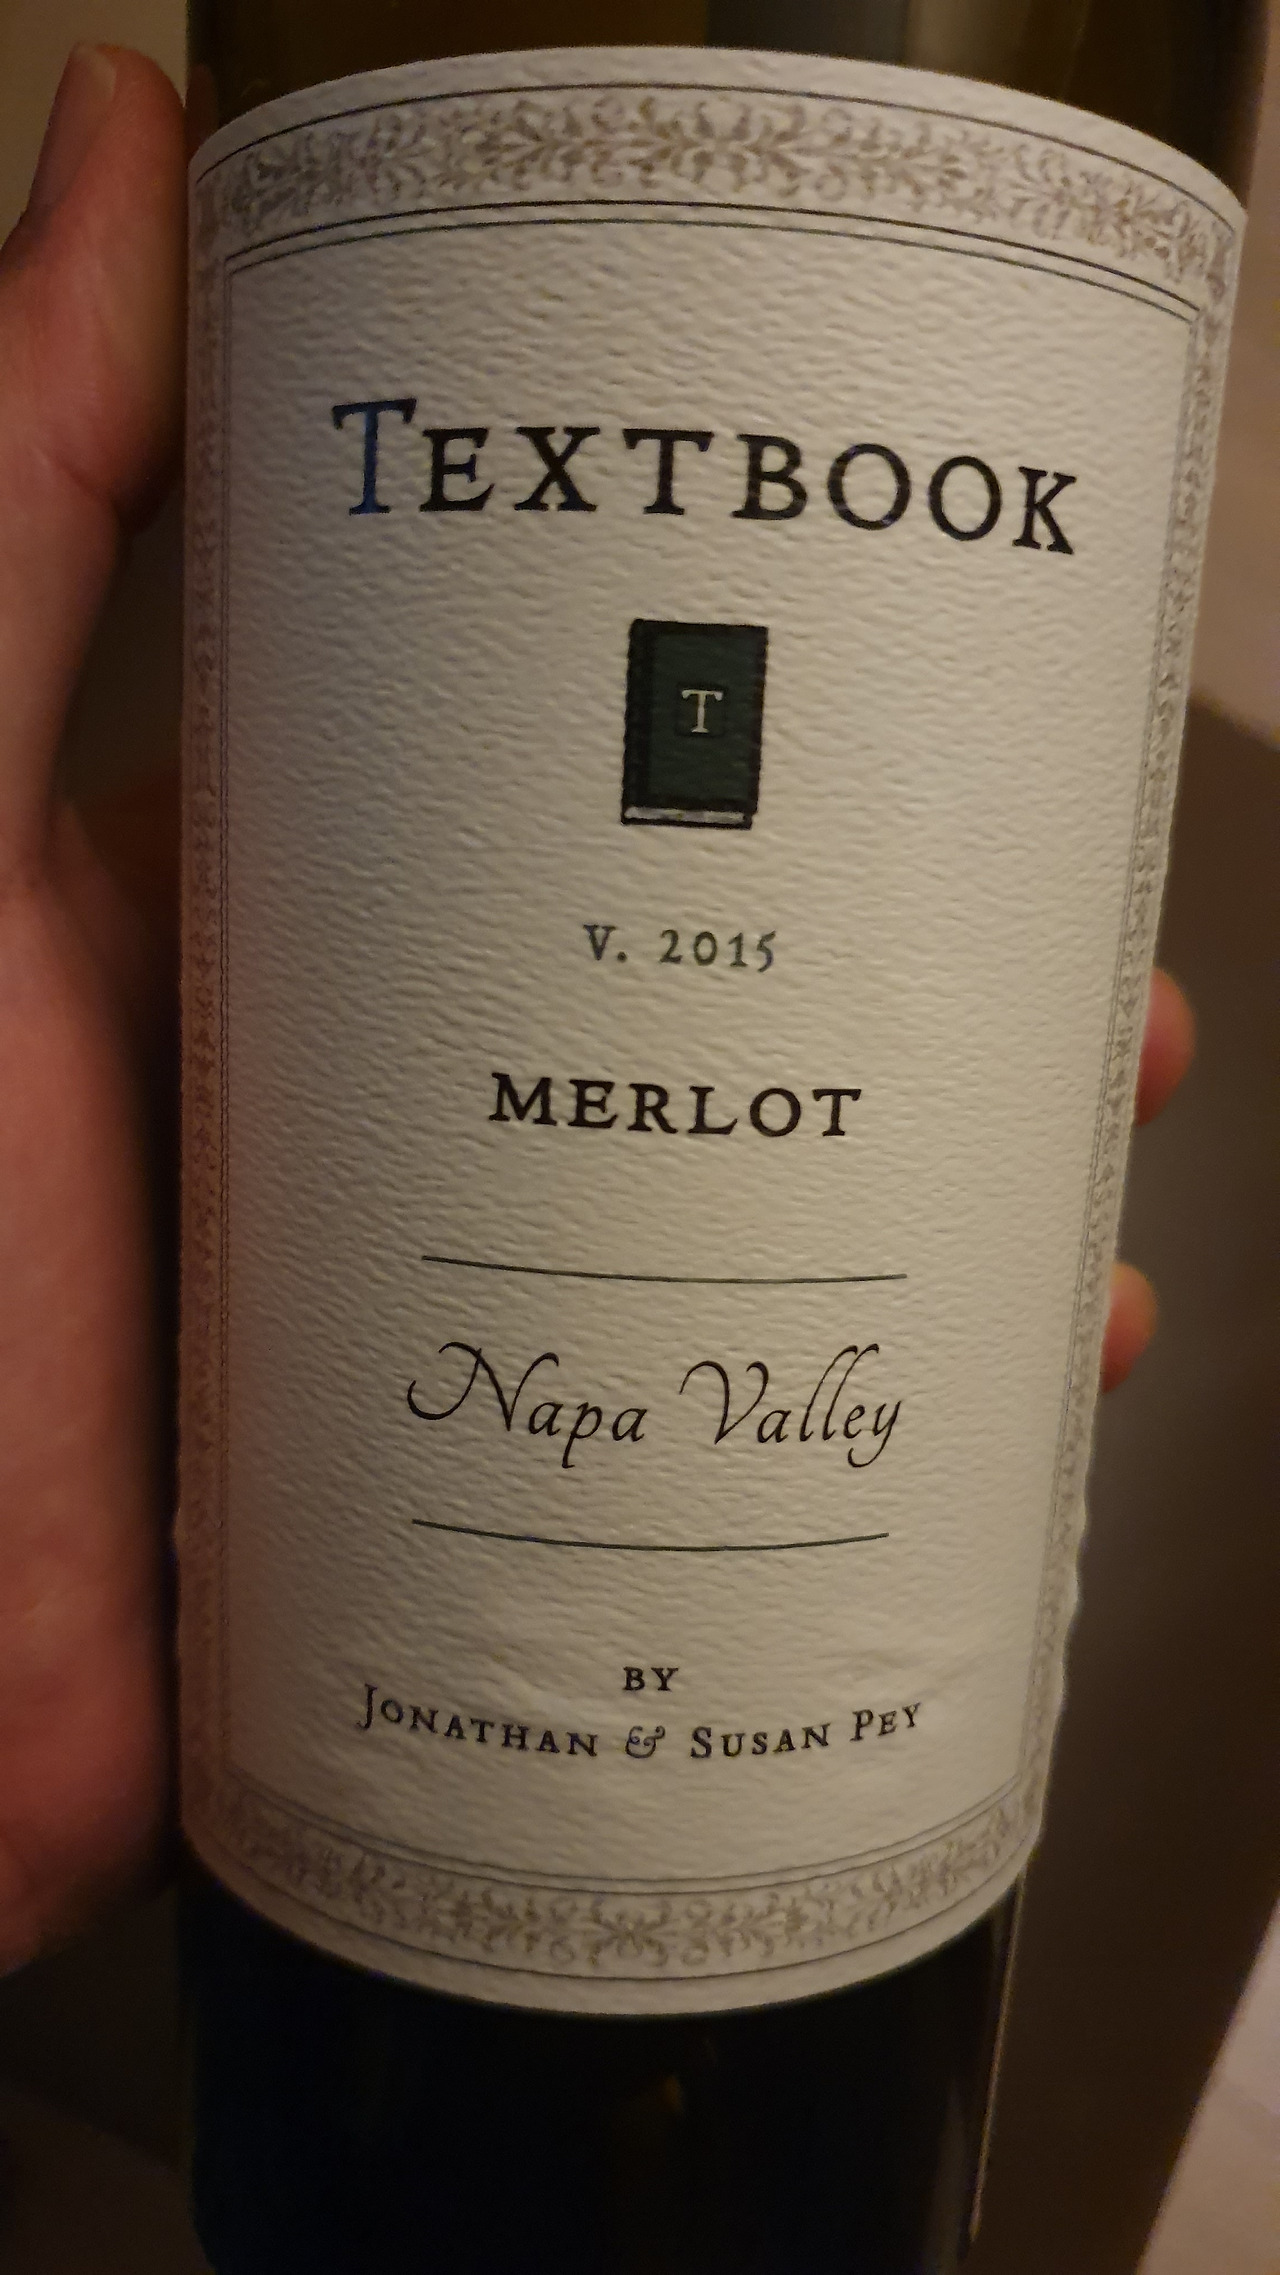 TEXTBOOK
T
V. 2015
MERLOT
Napa Valley
BY
JONATHAN & SUSAN PEY